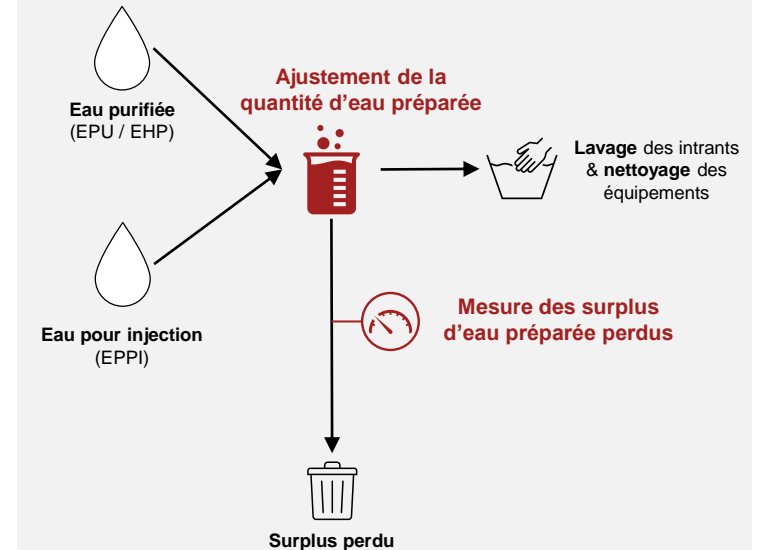 Ajustement de la
quantité d'eau préparée
Eau purifiée
(EPU / EHP)
Lavage des intrants
& nettoyage des
équipements
Mesure des surplus
d'eau préparée perdus
Eau pour injection
(EPPI)
Surplus perdu